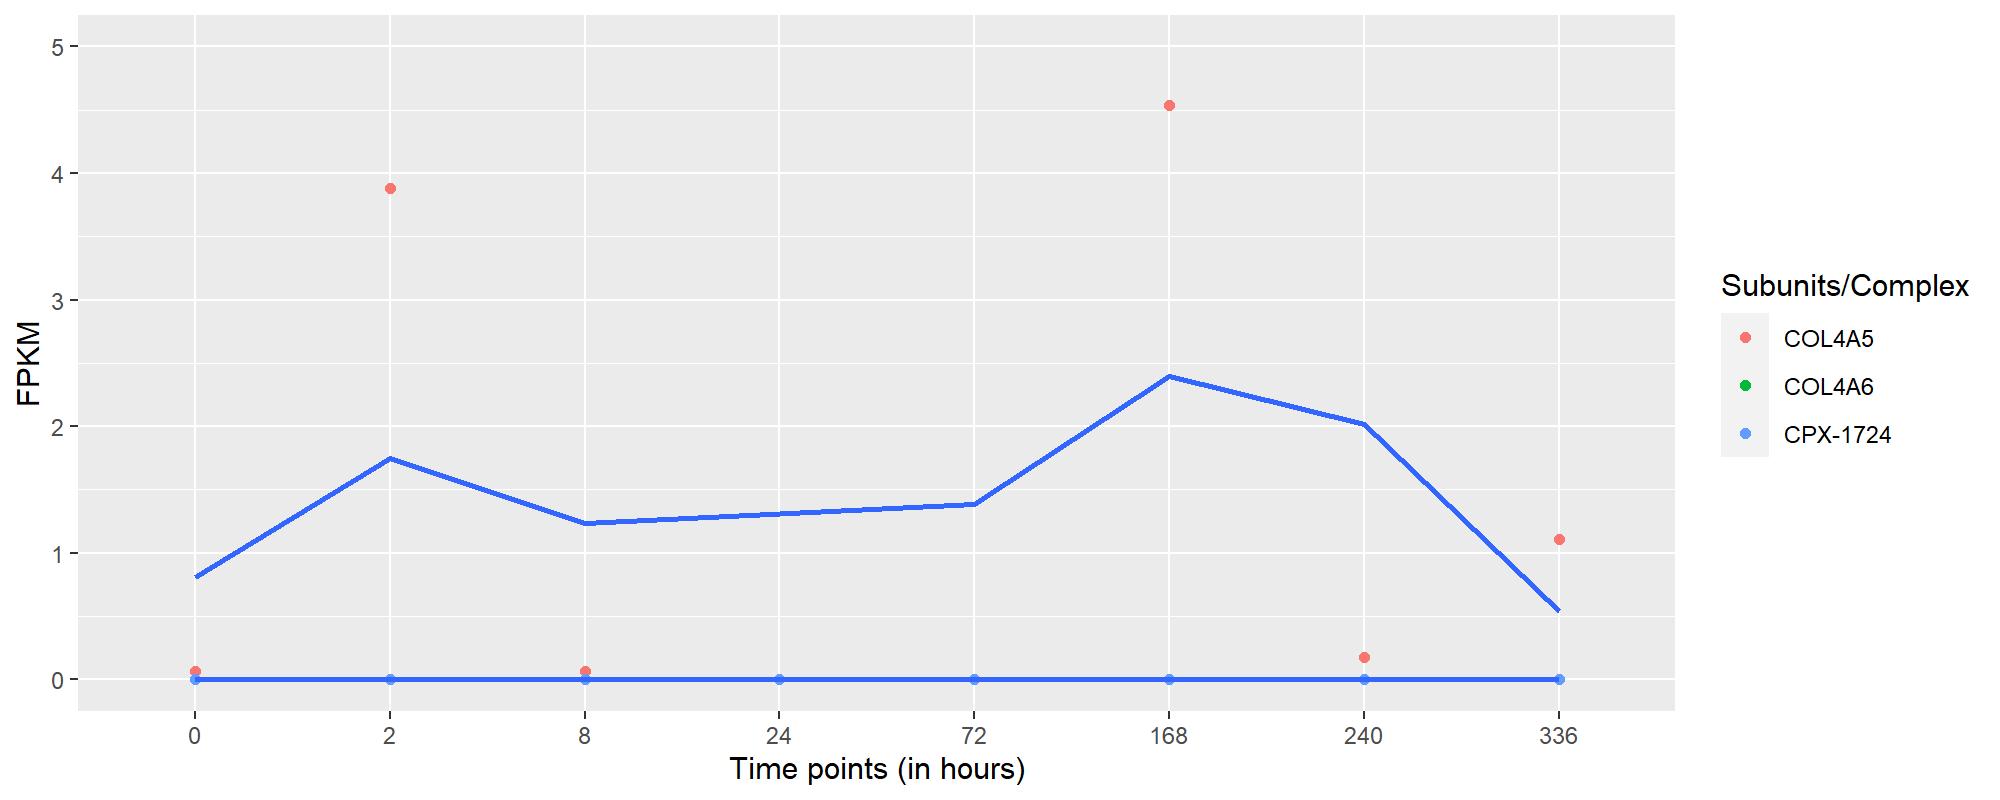 5
4
3
2
1
0
FPKM
0 2 8 24 72 168 240 336
Time points (in hours)
Subunits/Complex
COL4A5
COL4A6
CPX-1724